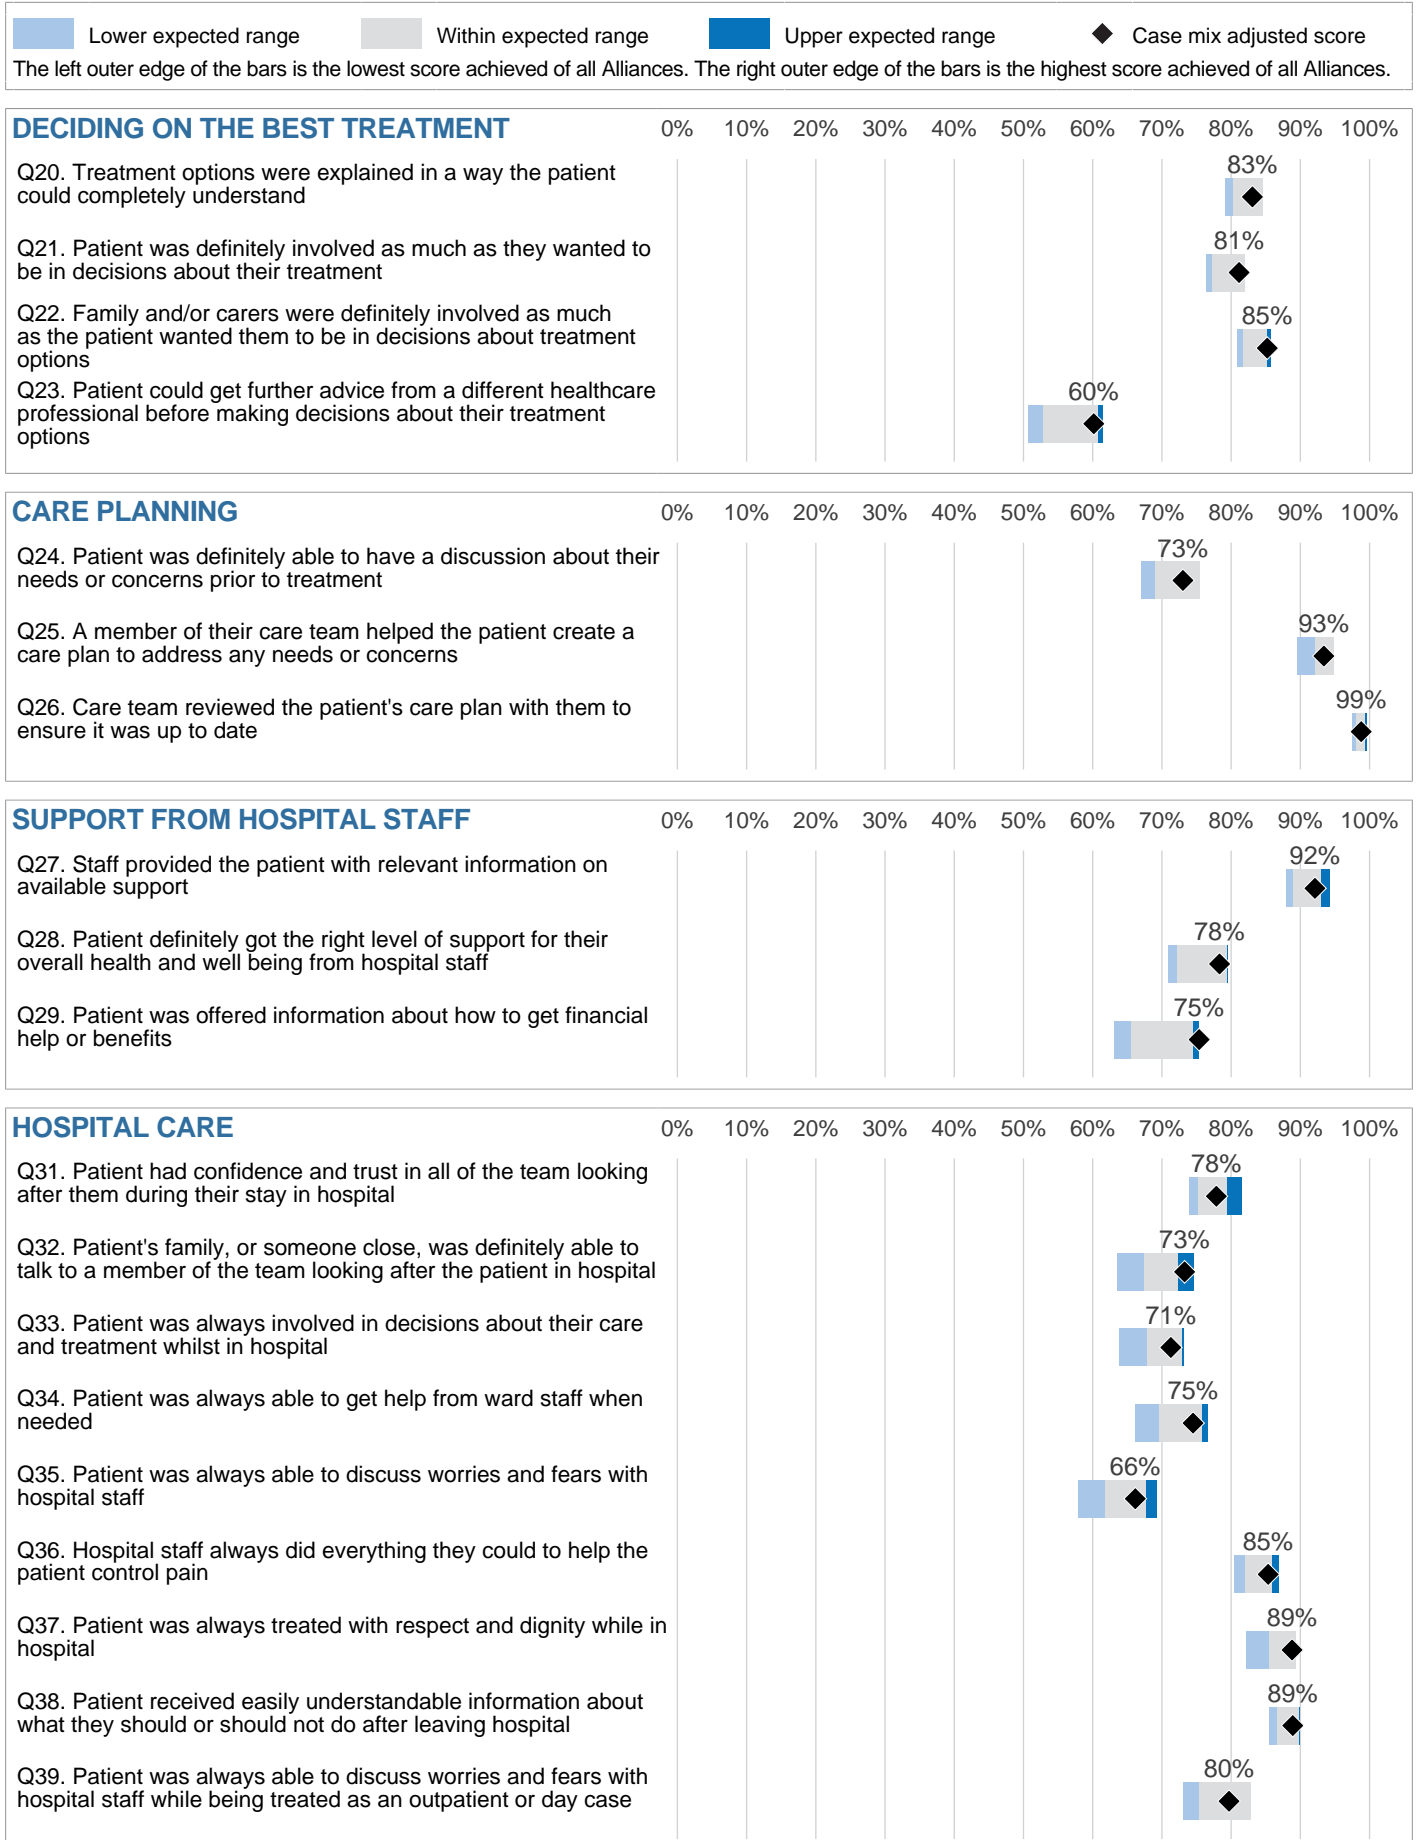 Lower expected range Within expected range Upper expected range Case mix adjusted score
The left outer edge of the bars is the lowest score achieved of all Alliances. The right outer edge of the bars is the highest score achieved of all Alliances.
DECIDING ON THE BEST TREATMENT 0% 10% 20% 30% 40% 50% 60% 70% 80% 90% 100%
Q20. Treatment options were explained in a way the patient
could completely understand
83%
Q21. Patient was definitely involved as much as they wanted to
be in decisions about their treatment
81%
Q22. Family and/or carers were definitely involved as much
as the patient wanted them to be in decisions about treatment
options
85%
Q23. Patient could get further advice from a different healthcare
professional before making decisions about their treatment
options
60%
CARE PLANNING 0% 10% 20% 30% 40% 50% 60% 70% 80% 90% 100%
Q24. Patient was definitely able to have a discussion about their
needs or concerns prior to treatment
73%
Q25. A member of their care team helped the patient create a
care plan to address any needs or concerns
93%
Q26. Care team reviewed the patient's care plan with them to
ensure it was up to date
99%
SUPPORT FROM HOSPITAL STAFF 0% 10% 20% 30% 40% 50% 60% 70% 80% 90% 100%
Q27. Staff provided the patient with relevant information on
available support
92%
Q28. Patient definitely got the right level of support for their
overall health and well being from hospital staff
78%
Q29. Patient was offered information about how to get financial
help or benefits
75%
HOSPITAL CARE 0% 10% 20% 30% 40% 50% 60% 70% 80% 90% 100%
Q31. Patient had confidence and trust in all of the team looking
after them during their stay in hospital
78%
Q32. Patient's family, or someone close, was definitely able to
talk to a member of the team looking after the patient in hospital
73%
Q33. Patient was always involved in decisions about their care
and treatment whilst in hospital
71%
Q34. Patient was always able to get help from ward staff when
needed
75%
Q35. Patient was always able to discuss worries and fears with
hospital staff
66%
Q36. Hospital staff always did everything they could to help the
patient control pain
85%
Q37. Patient was always treated with respect and dignity while in
hospital
89%
Q38. Patient received easily understandable information about
what they should or should not do after leaving hospital
89%
Q39. Patient was always able to discuss worries and fears with
hospital staff while being treated as an outpatient or day case
80%